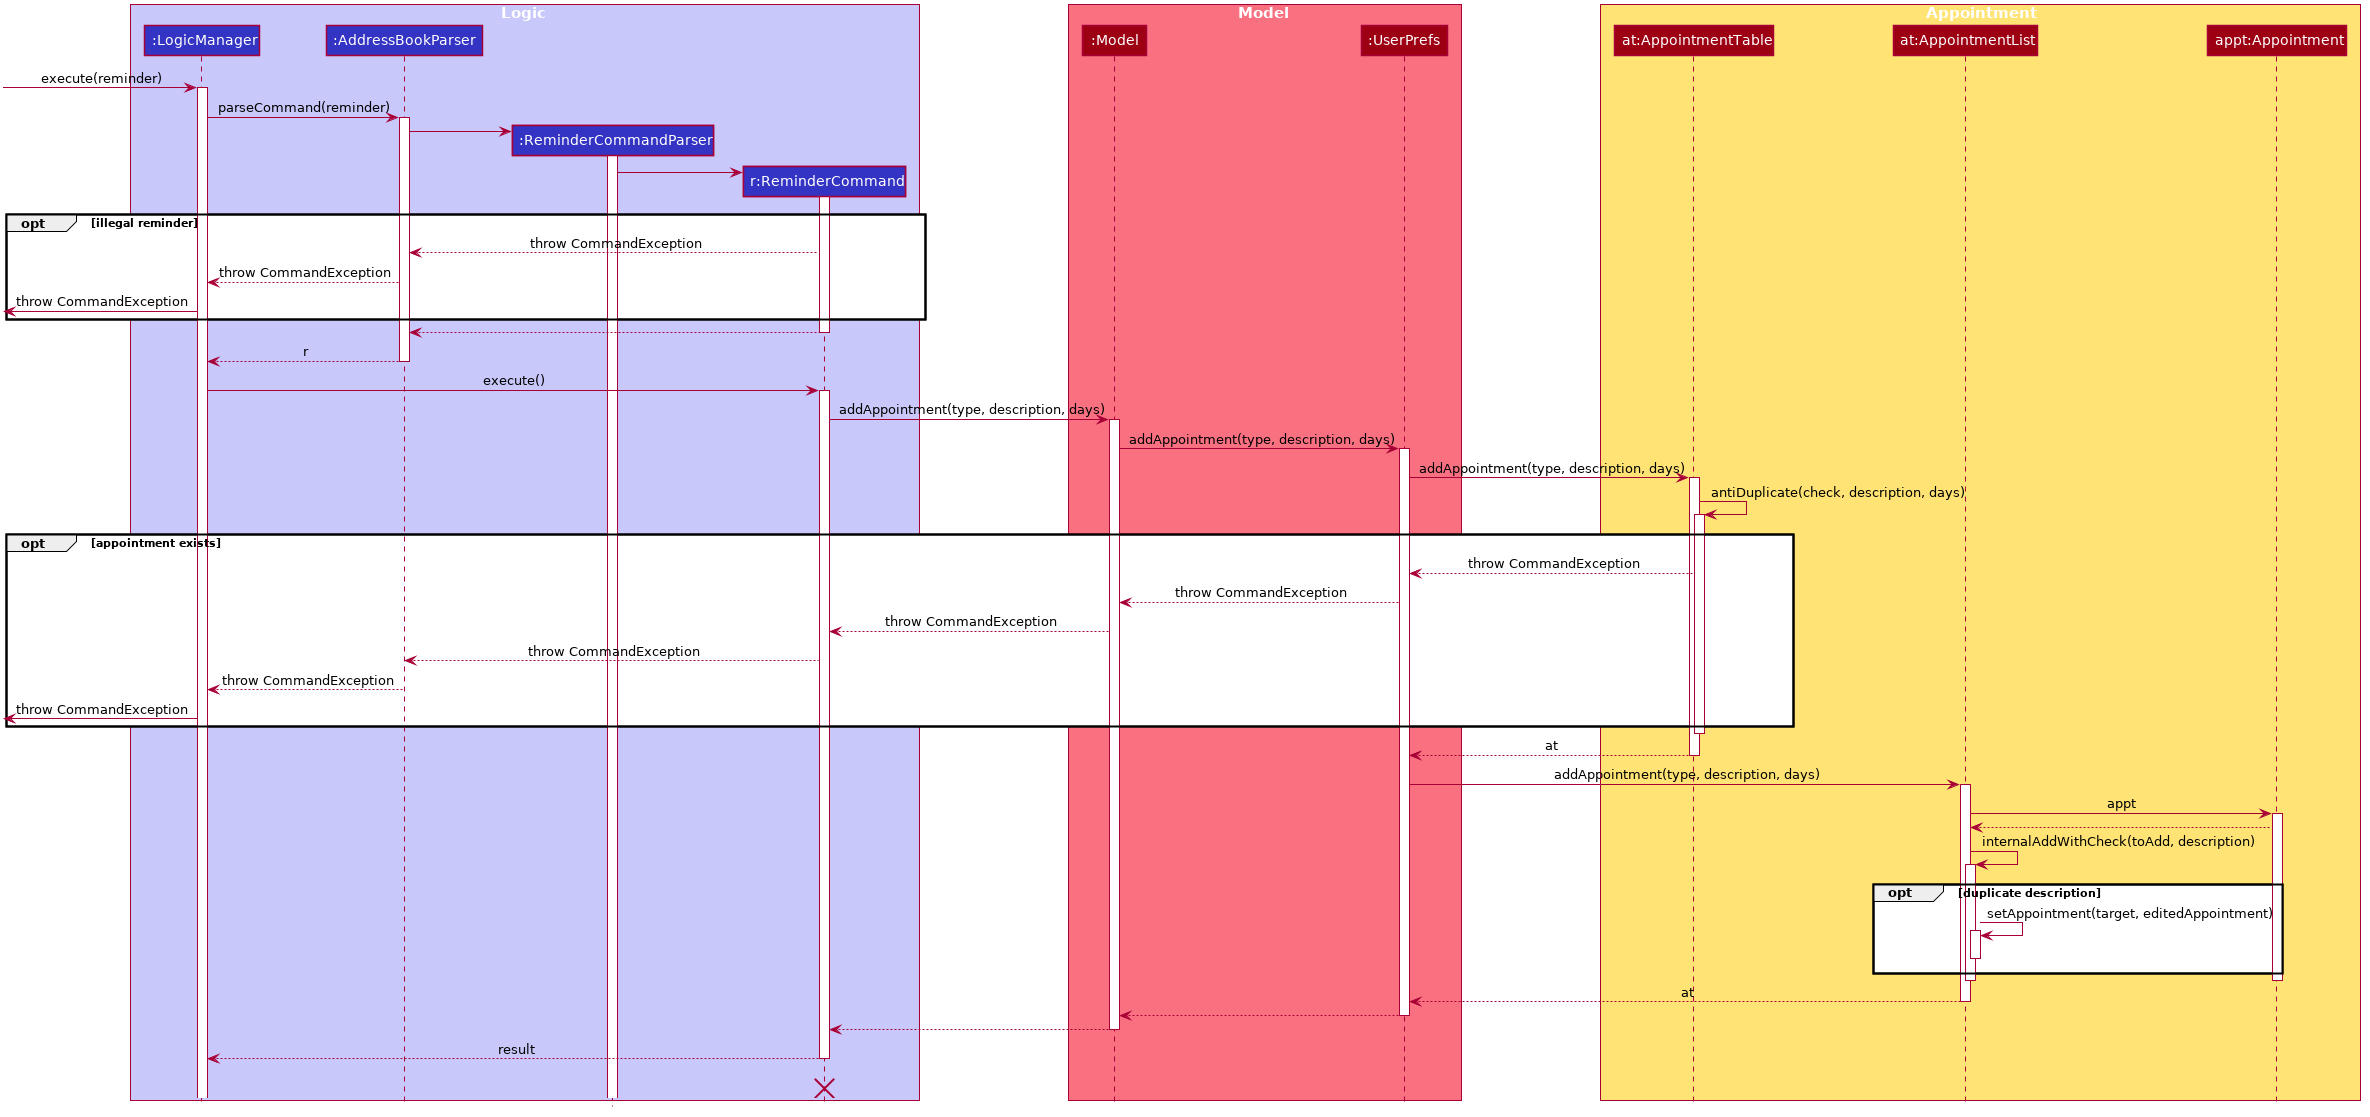 Logic
Model
Appointment
:LogicManager
:AddressBookParser
:Model
:UserPrefs
at:AppointmentTable
at:AppointmentList
appt:Appointment
execute(reminder)
parseCommand(reminder)
:ReminderCommandParser
r:ReminderCommand
opt
[illegal reminder]
throw CommandException
throw CommandException
throw CommandException
r
execute()
addAppointment(type, description, days)
addAppointment(type, description, days)
addAppointment(type, description, days)
antiDuplicate(check, description, days)
opt
[appointment exists]
throw CommandException
throw CommandException
throw CommandException
throw CommandException
throw CommandException
throw CommandException
at
addAppointment(type, description, days)
appt
internalAddWithCheck(toAdd, description)
opt
[duplicate description]
setAppointment(target, editedAppointment)
at
result